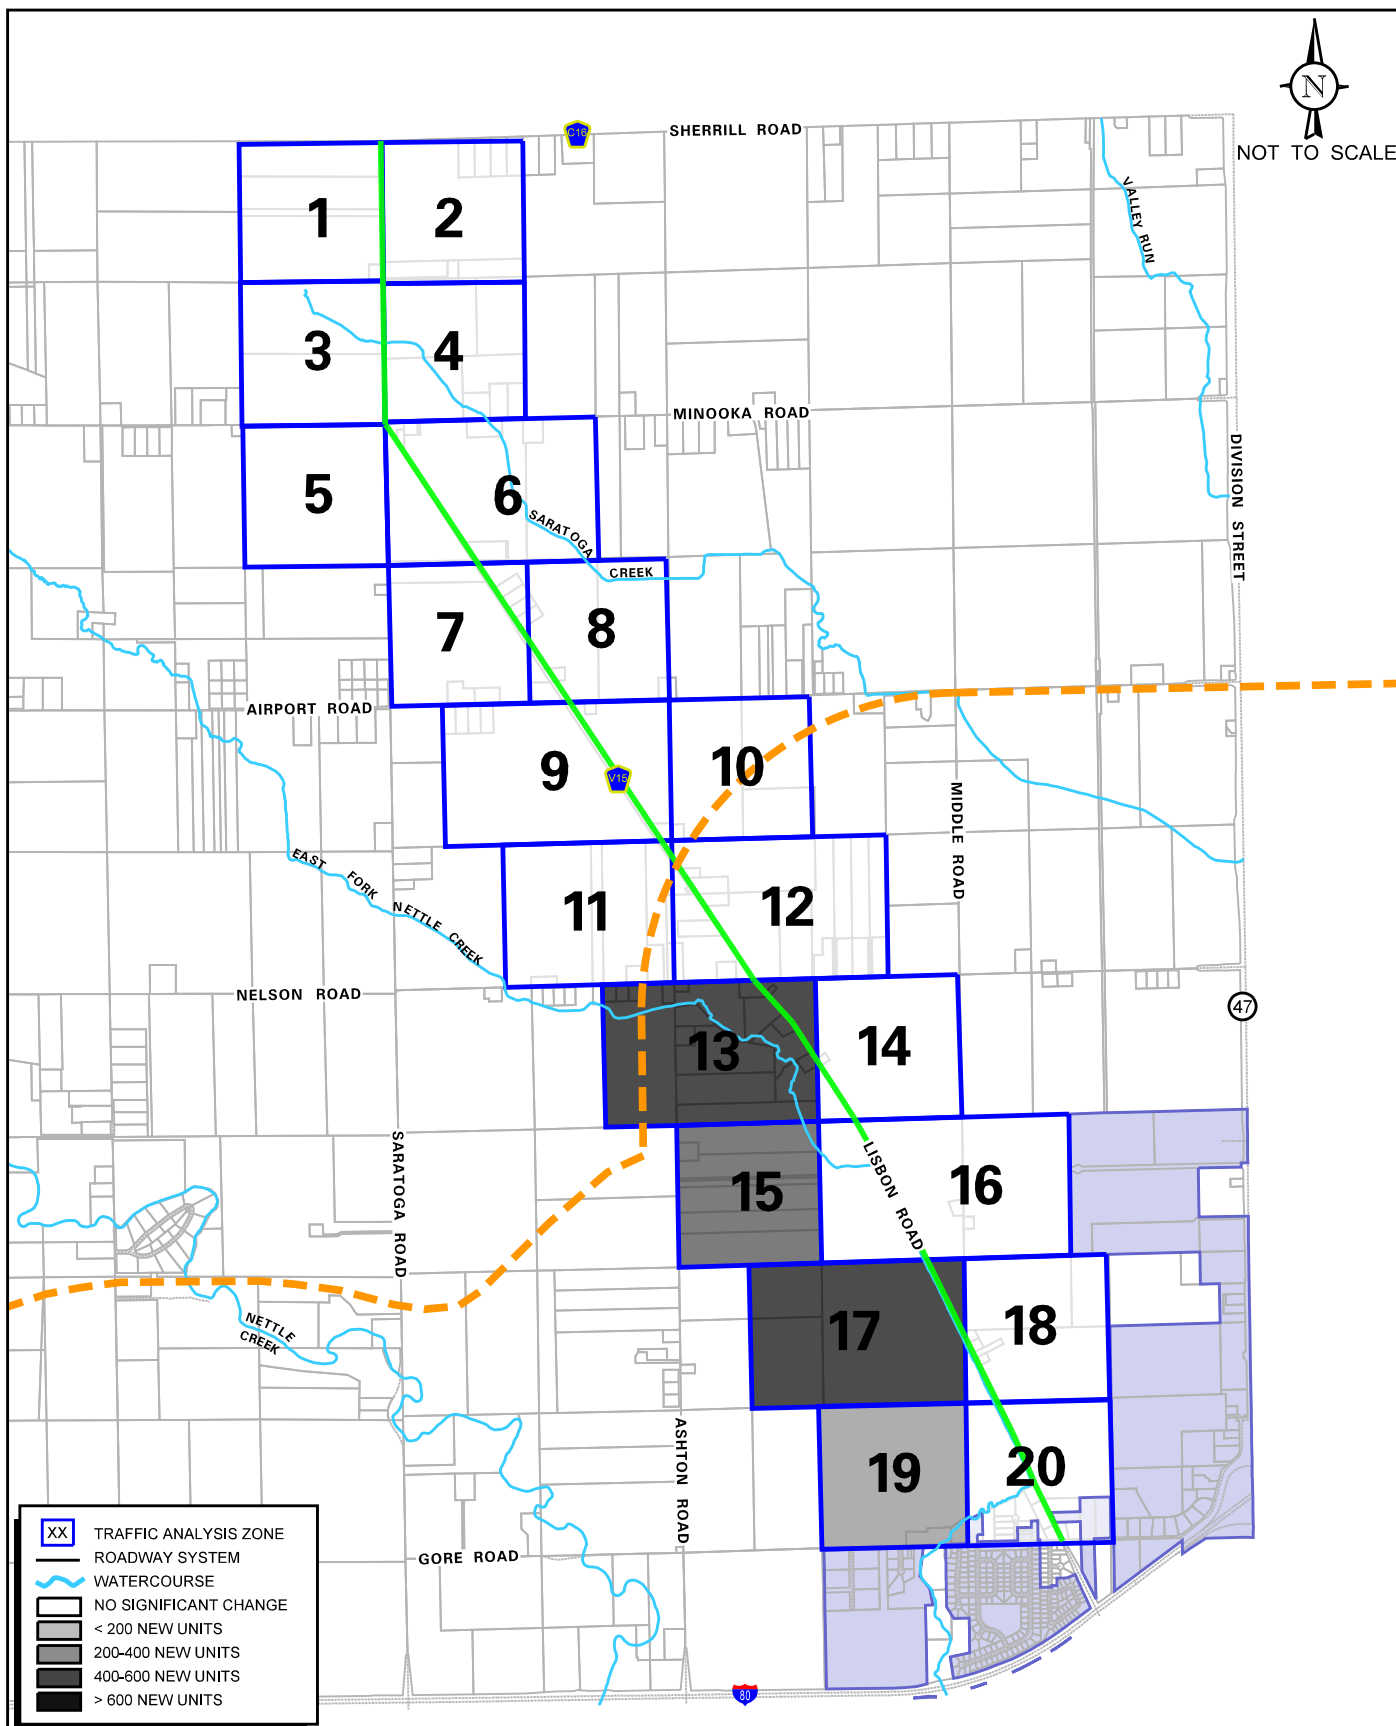 N
NOT TO SCALE
C16
SHERRILL ROAD
VALLEY RUN
1
2
3
4
MINOOKA ROAD
DIVISION STREET
5
6
SARATOGA
CREEK
7
8
AIRPORT ROAD
9
V15
10
MIDDLE ROAD
EAST FORK NETTLE CREEK
11
12
NELSON ROAD
47
13
14
SARATOGA ROAD
LISBON ROAD
15
16
NETTLE
CREEK
17
18
ASHTON ROAD
19
20
GORE ROAD
XX TRAFFIC ANALYSIS ZONE
ROADWAY SYSTEM
WATERCOURSE
NO SIGNIFICANT CHANGE
< 200 NEW UNITS
200-400 NEW UNITS
400-600 NEW UNITS
> 600 NEW UNITS
80